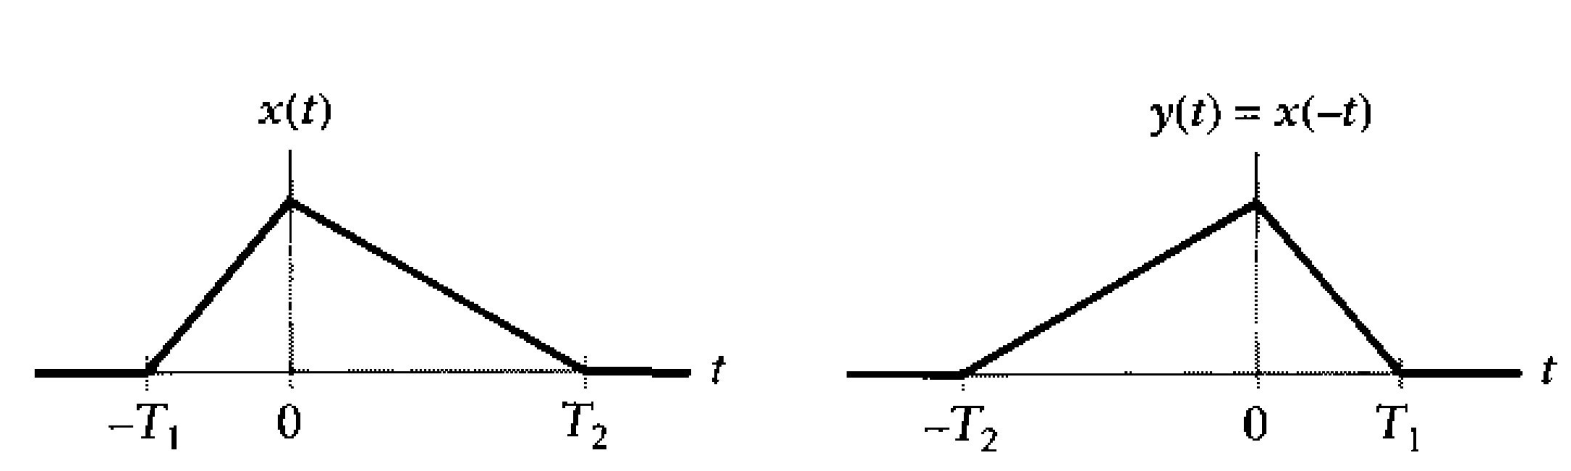 x(t)
y(t) = x(–t)
t
t
–T₁ 0 T₂
–T₂ 0 T₁